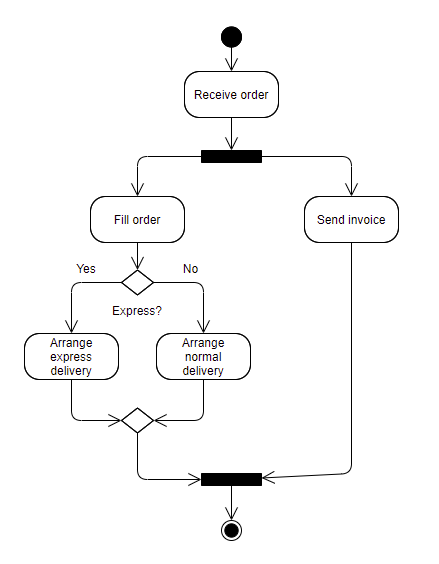 Receive order
Fill order
Send invoice
Yes
No
Express?
Arrange
express
delivery
Arrange
normal
delivery